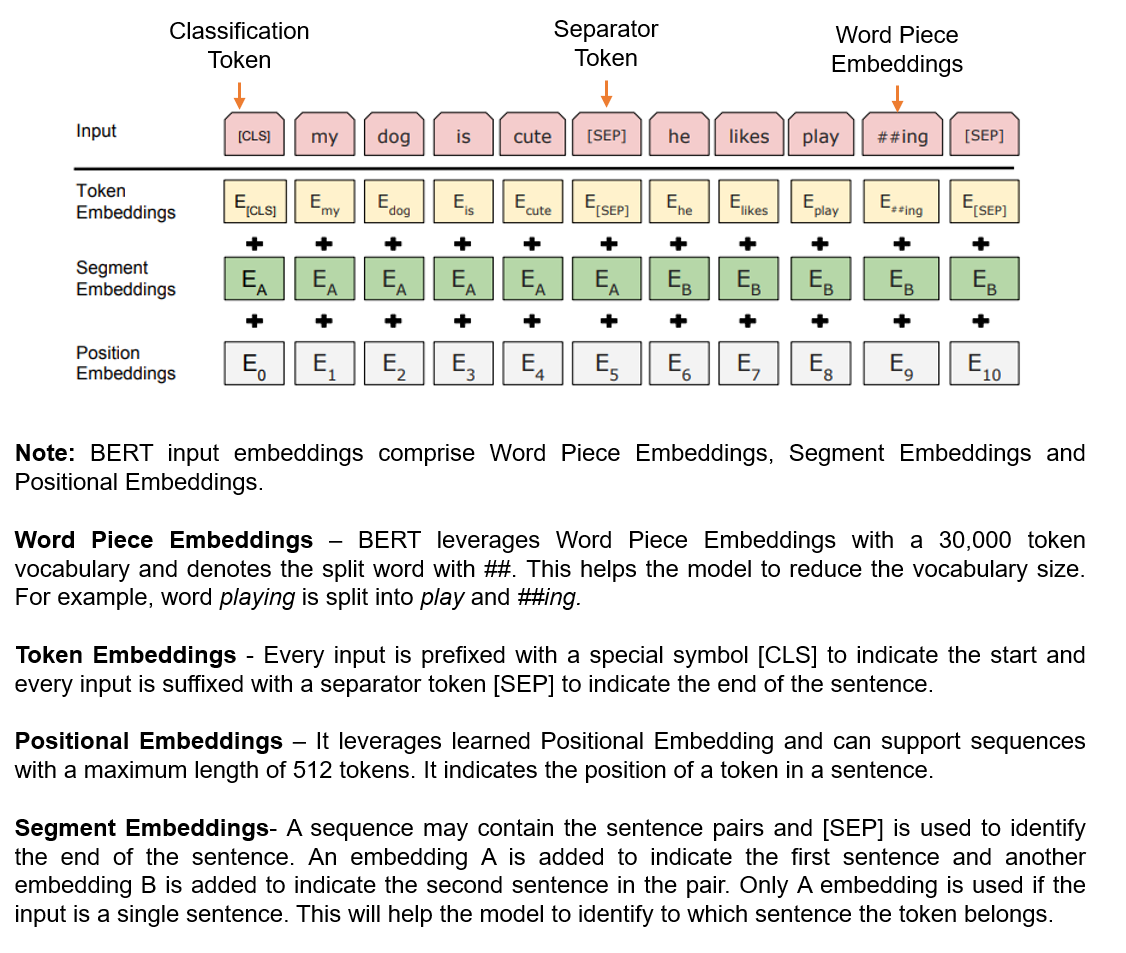 Classification
Token
Separator
Token
Word Piece
Embeddings
Input [CLS] my dog is cute [SEP] he likes play ##ing [SEP]
Token
Embeddings
E[CLS] Emy Edog Eis Ecute E[SEP] Ehe Elikes Eplay E##ing E[SEP]
+ + + + + + + + + + +
Segment
Embeddings
EA EA EA EA EA EA EB EB EB EB EB
+ + + + + + + + + + +
Position
Embeddings
E0 E1 E2 E3 E4 E5 E6 E7 E8 E9 E10
Note: BERT input embeddings comprise Word Piece Embeddings, Segment Embeddings and
Positional Embeddings.
Word Piece Embeddings – BERT leverages Word Piece Embeddings with a 30,000 token
vocabulary and denotes the split word with ##. This helps the model to reduce the vocabulary size.
For example, word playing is split into play and ##ing.
Token Embeddings - Every input is prefixed with a special symbol [CLS] to indicate the start and
every input is suffixed with a separator token [SEP] to indicate the end of the sentence.
Positional Embeddings – It leverages learned Positional Embedding and can support sequences
with a maximum length of 512 tokens. It indicates the position of a token in a sentence.
Segment Embeddings- A sequence may contain the sentence pairs and [SEP] is used to identify
the end of the sentence. An embedding A is added to indicate the first sentence and another
embedding B is added to indicate the second sentence in the pair. Only A embedding is used if the
input is a single sentence. This will help the model to identify to which sentence the token belongs.